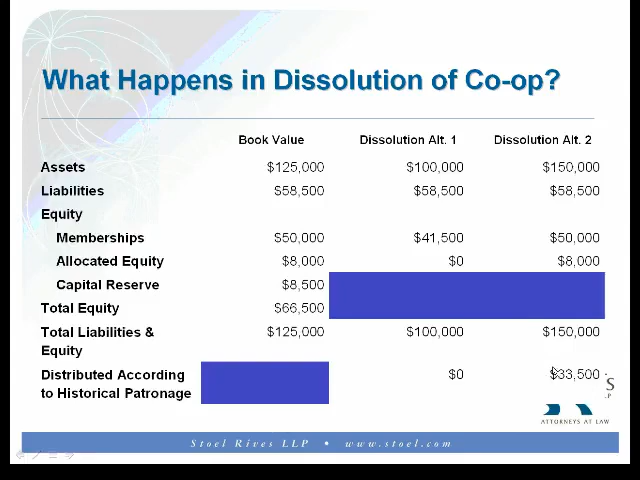 What Happens in Dissolution of Co-op?
Book Value Dissolution Alt. 1 Dissolution Alt. 2
Assets $125,000 $100,000 $150,000
Liabilities $58,500 $58,500 $58,500
Equity
Memberships $50,000 $41,500 $50,000
Allocated Equity $8,000 $0 $8,000
Capital Reserve $8,500
Total Equity $66,500
Total Liabilities & $125,000 $100,000 $150,000
Equity
Distributed According $0 $33,500
to Historical Patronage
S
LP
ATTORNEYS AT LAW
Stoel Rives LLP • www.stoel.com